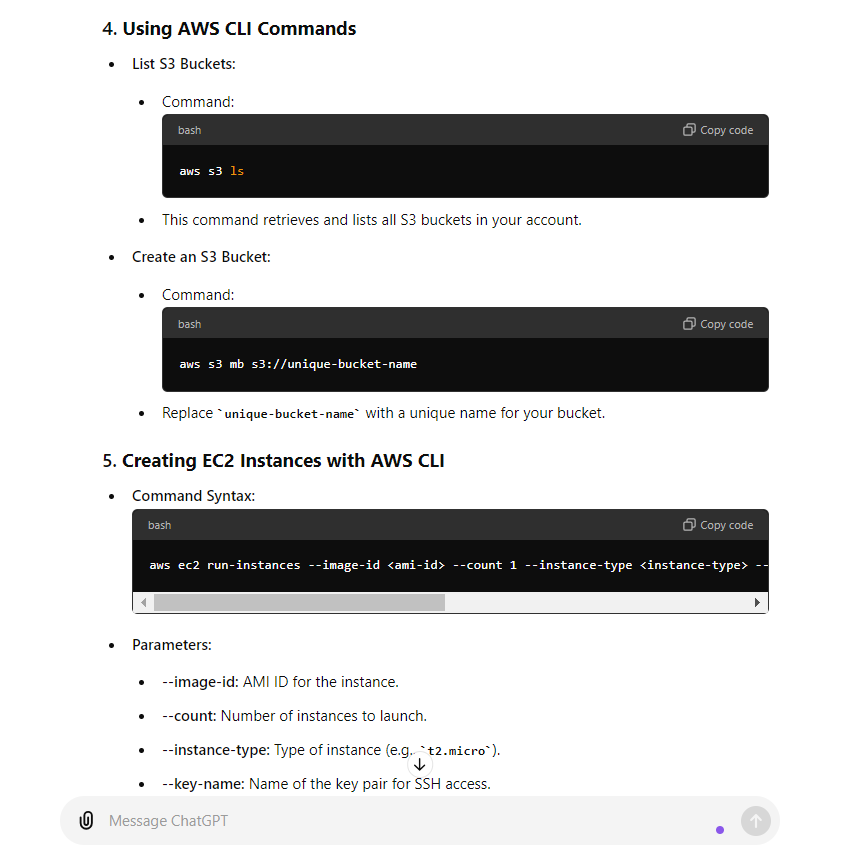 4. Using AWS CLI Commands
• List S3 Buckets:
• Command:
bash
Copy code
aws s3 ls
• This command retrieves and lists all S3 buckets in your account.
• Create an S3 Bucket:
• Command:
bash
Copy code
aws s3 mb s3://unique-bucket-name
• Replace `unique-bucket-name` with a unique name for your bucket.
5. Creating EC2 Instances with AWS CLI
• Command Syntax:
bash
Copy code
aws ec2 run-instances --image-id <ami-id> --count 1 --instance-type <instance-type> --
• Parameters:
• --image-id: AMI ID for the instance.
• --count: Number of instances to launch.
• --instance-type: Type of instance (e.g., `t2.micro`).
• --key-name: Name of the key pair for SSH access.
Message ChatGPT